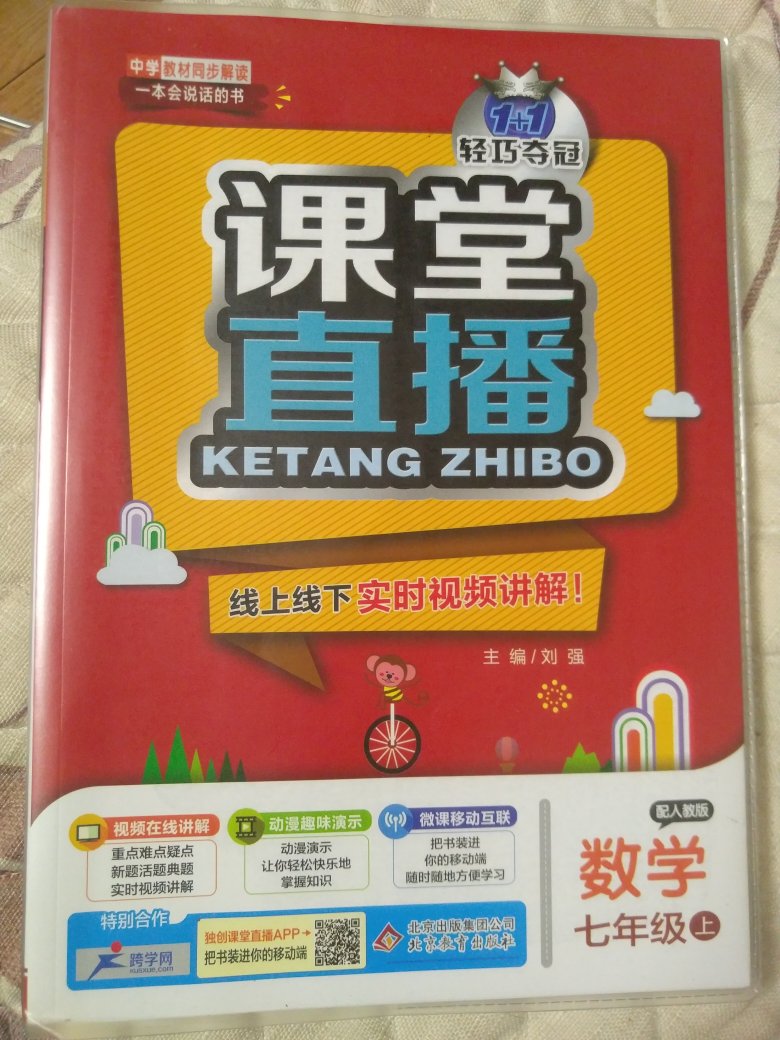 中学教材同步解读
一本会说话的书
1+1
轻巧夺冠
课堂
直播
KETANG ZHIBO
线上线下实时视频讲解！
主 编/刘 强
视频在线讲解
重点难点疑点
新题活题典题
实时视频讲解
动漫趣味演示
动漫演示
让你轻松快乐地
掌握知识
微课移动互联
把书装进
你的移动端
随时随地方便学习
配人教版
数学
七年级上
特别合作
跨学网
kuaxue.com
独创课堂直播APP
把书装进你的移动端
北京出版集团公司
北京教育出版社